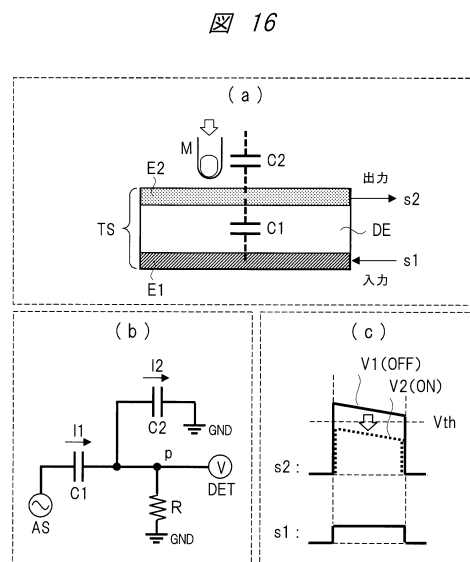 図 16
(a)
M
E2
C2
出力
s2
TS
C1
DE
E1
入力
s1
(b)
I2
C2
GND
I1
C1
p
V
DET
AS
R
GND
(c)
V1(OFF)
V2(ON)
Vth
s2 :
s1 :